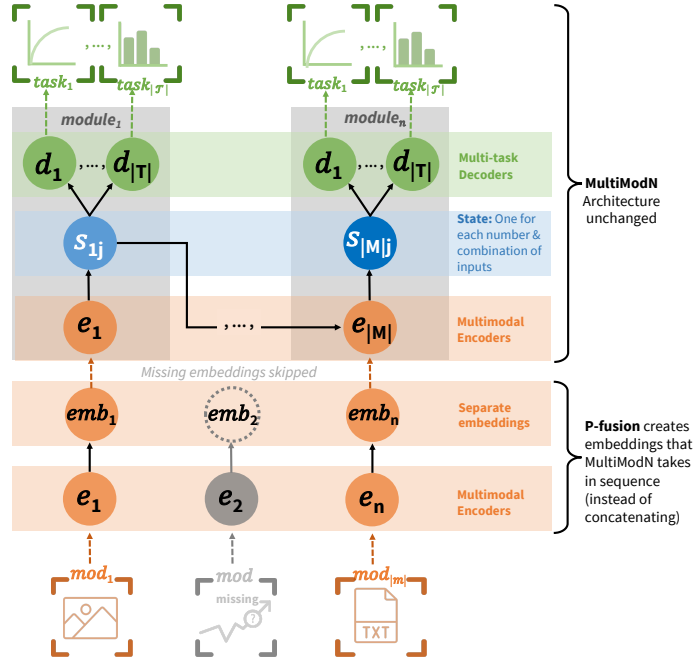 , ... ,
, ... ,
task₁ task|𝒯|
task₁ task|𝒯|
module₁
moduleₙ
d₁ , ... , d|T|
d₁ , ... , d|T|
Multi-task
Decoders
MultiModN
Architecture
unchanged
s₁ⱼ
s|M|j
State: One for
each number &
combination of
inputs
e₁
, ... ,
e|M|
Multimodal
Encoders
Missing embeddings skipped
emb₁
emb₂
embₙ
Separate
embeddings
P-fusion creates
embeddings that
MultiModN takes
in sequence
(instead of
concatenating)
e₁
e₂
eₙ
Multimodal
Encoders
mod₁
mod
mod|m|
missing
?
TXT